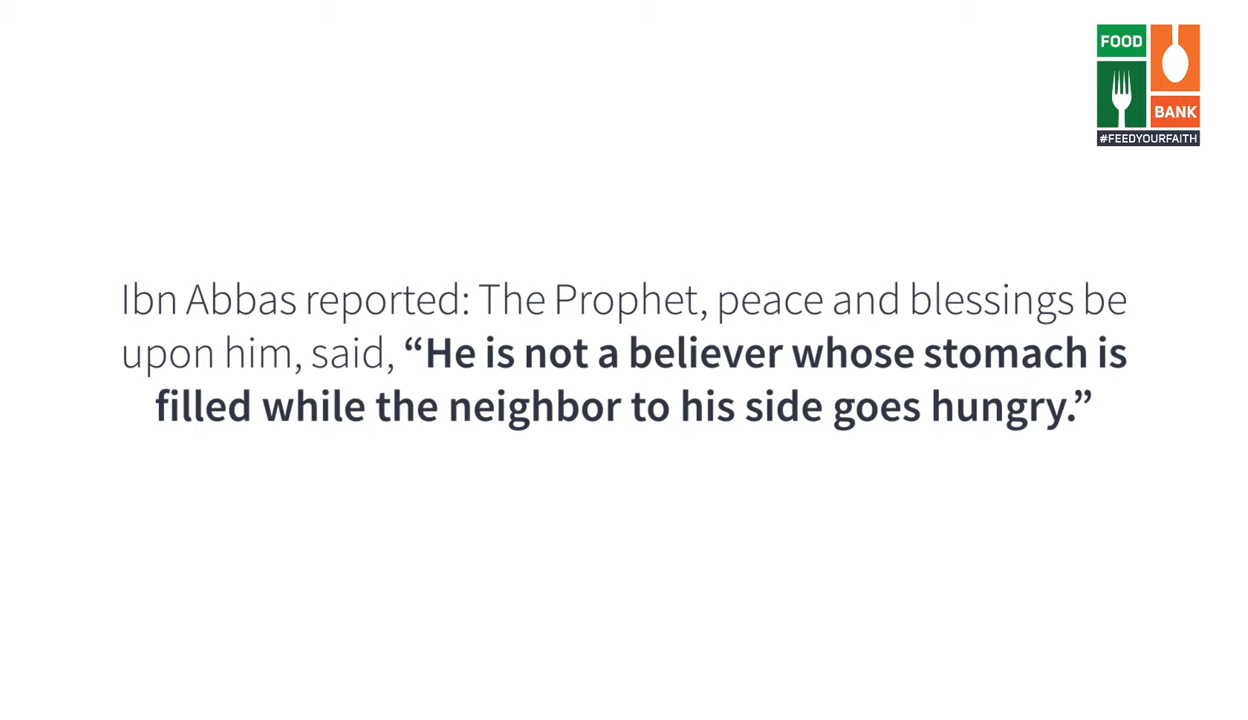 FOOD
BANK
#FEEDYOURFAITH
Ibn Abbas reported: The Prophet, peace and blessings be
upon him, said, “He is not a believer whose stomach is
filled while the neighbor to his side goes hungry.”